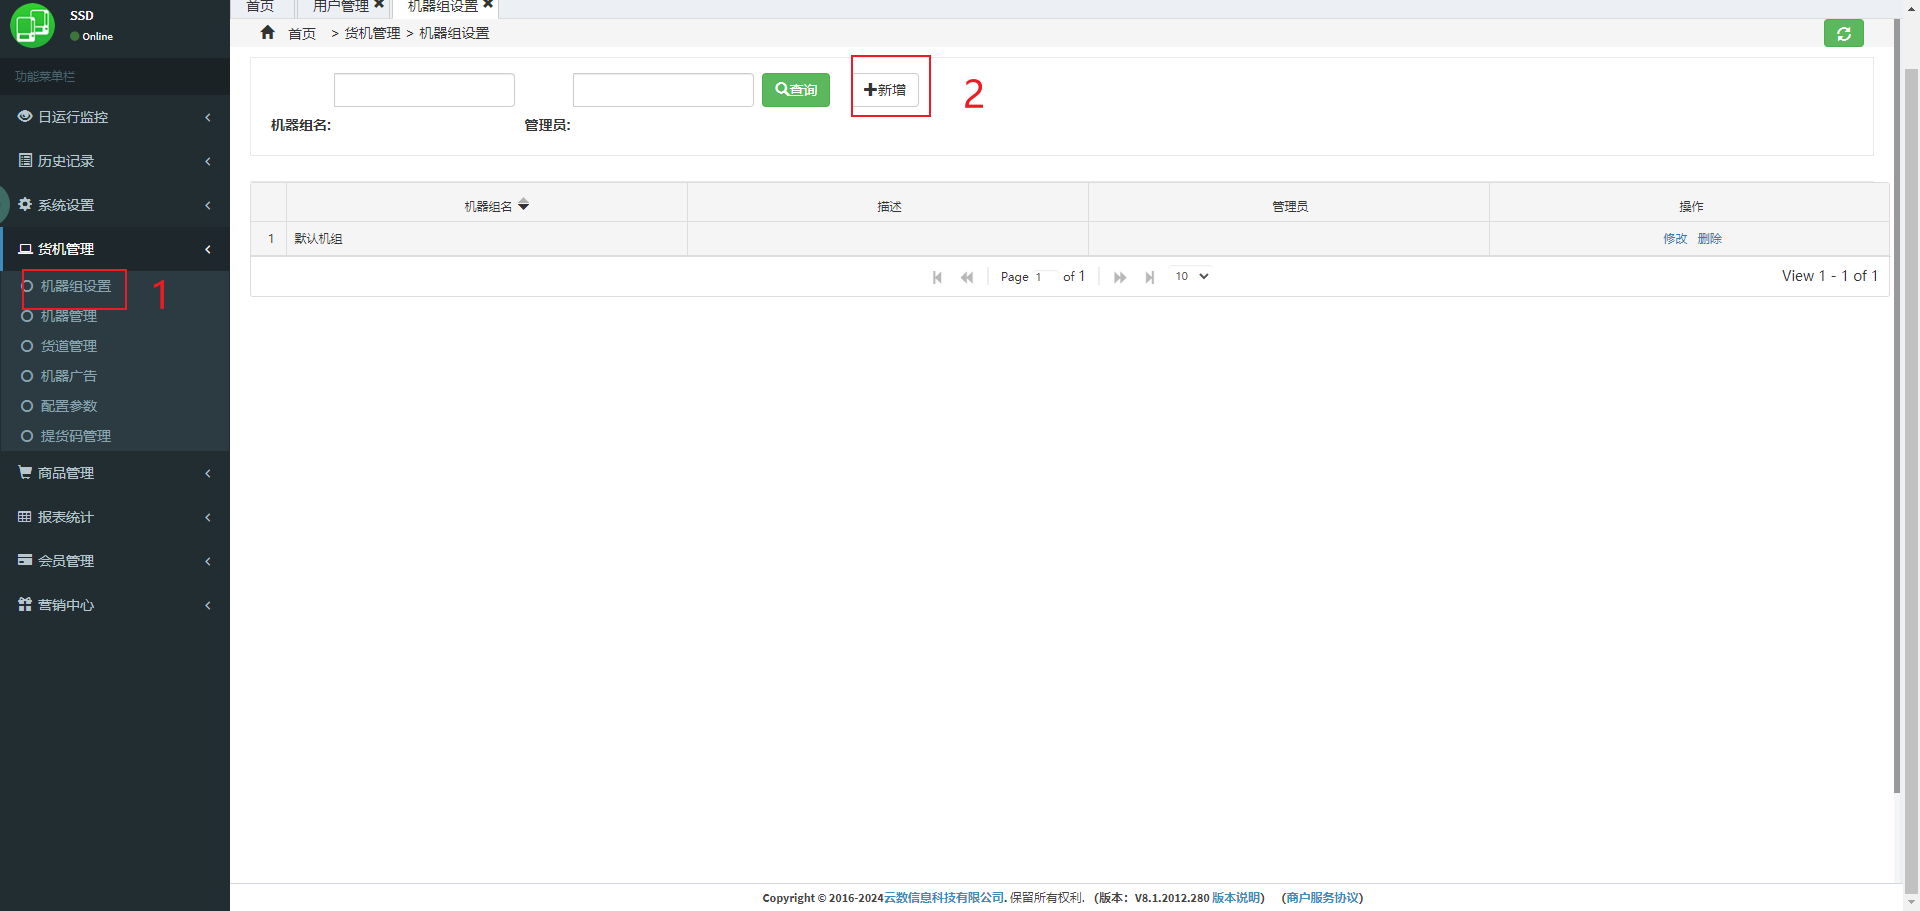 SSD
Online
功能菜单栏
日运行监控
历史记录
系统设置
货机管理
机器组设置
1
机器管理
货道管理
机器广告
配置参数
提货码管理
商品管理
报表统计
会员管理
营销中心
首页
用户管理
机器组设置
首页 > 货机管理 > 机器组设置
查询
新增
2
机器组名:
管理员:
机器组名 描述 管理员 操作
1 默认机组 修改 删除
Page 1 of 1 10 View 1 - 1 of 1
Copyright © 2016-2024云数信息科技有限公司. 保留所有权利. (版本：V8.1.2012.280 版本说明) (商户服务协议)